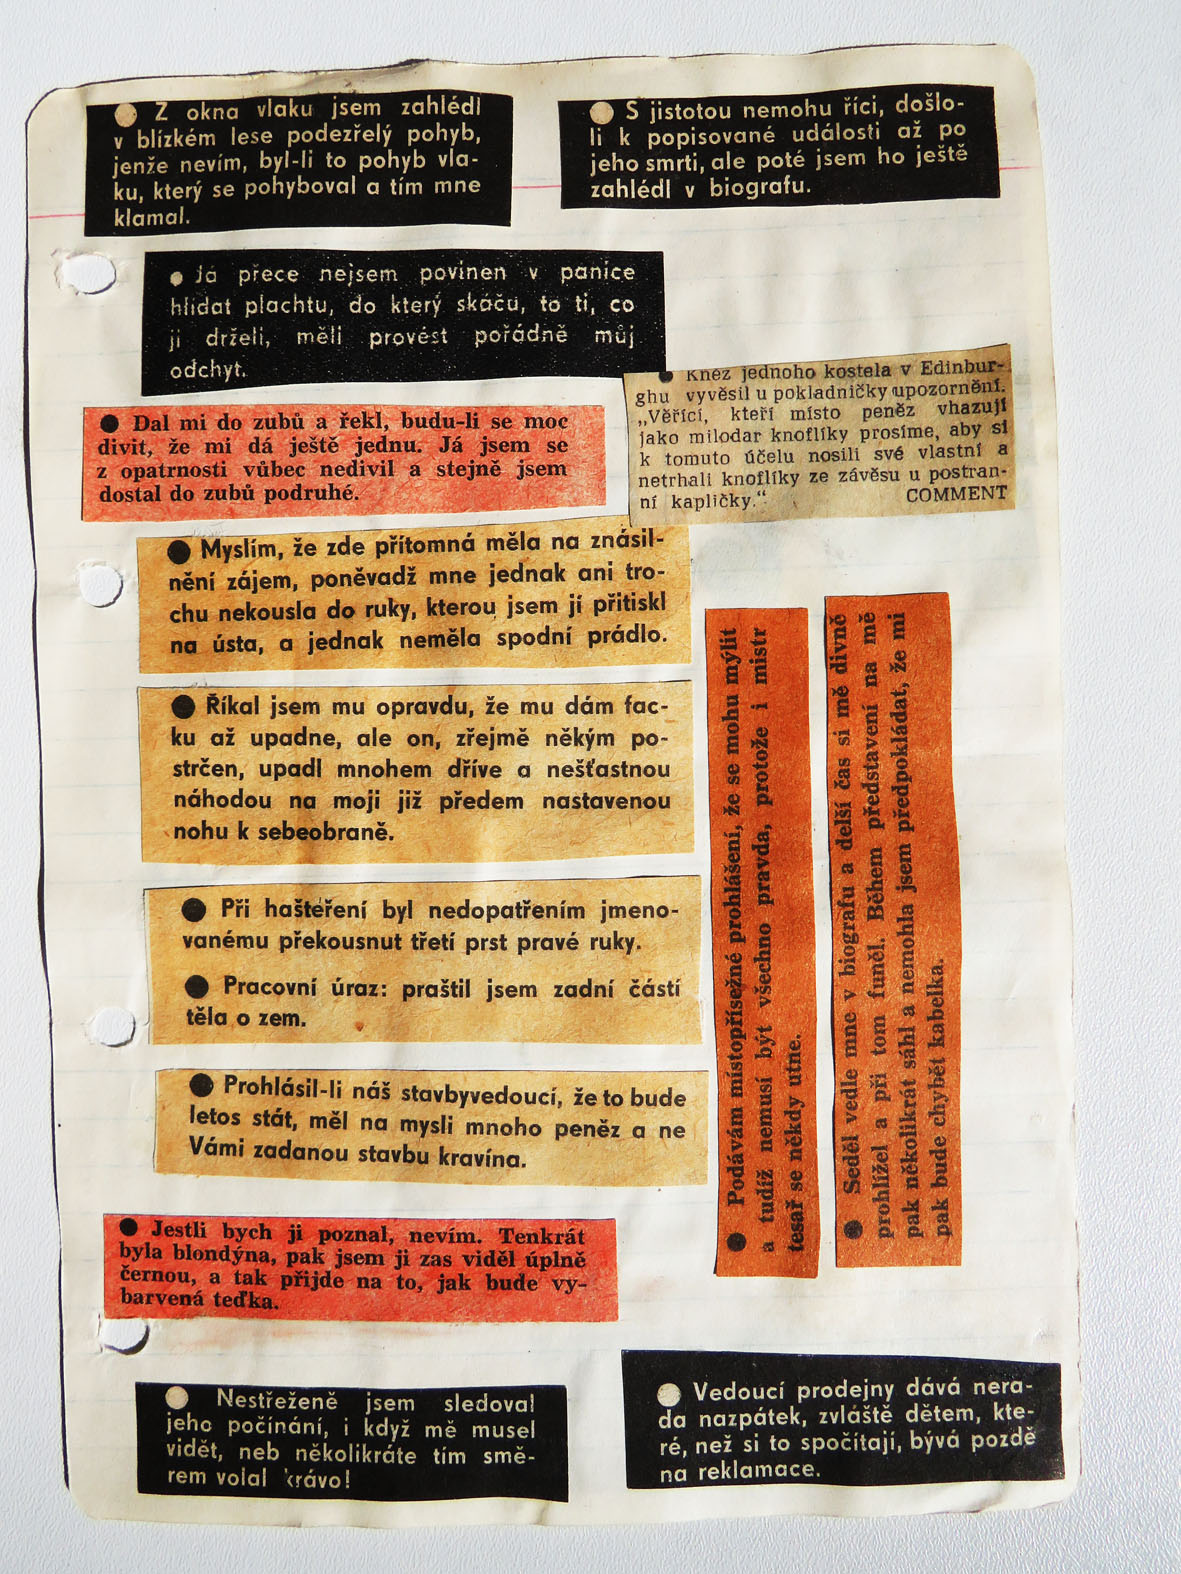 ● Z okna vlaku jsem zahlédl
v blízkém lese podezřelý pohyb,
jenže nevím, byl-li to pohyb vla-
ku, který se pohyboval a tím mne
klamal.
● S jistotou nemohu říci, došlo-
li k popisované události až po
jeho smrti, ale poté jsem ho ještě
zahlédl v biografu.
● Já přece nejsem povinen v panice
hlídat plachtu, do který skáču, to ti, co
ji drželi, měli provést pořádně můj
odchyt.
● Kněz jednoho kostela v Edinbur-
ghu vyvěsil u pokladničky upozornění.
„Věřící, kteří místo peněz vhazují
jako milodar knoflíky prosíme, aby si
k tomuto účelu nosili své vlastní a
netrhali knoflíky ze závěsu u postran-
ní kapličky.“ COMMENT
● Dal mi do zubů a řekl, budu-li se moc
divit, že mi dá ještě jednu. Já jsem se
z opatrnosti vůbec nedivil a stejně jsem
dostal do zubů podruhé.
● Myslím, že zde přítomná měla na znásil-
nění zájem, poněvadž mne jednak ani tro-
chu nekousla do ruky, kterou jsem jí přitiskl
na ústa, a jednak neměla spodní prádlo.
● Říkal jsem mu opravdu, že mu dám fac-
ku až upadne, ale on, zřejmě někým po-
strčen, upadl mnohem dříve a nešťastnou
náhodou na moji již předem nastavenou
nohu k sebeobraně.
● Při hašteření byl nedopatřením jmeno-
vanému překousnut třetí prst pravé ruky.
● Pracovní úraz: praštil jsem zadní částí
těla o zem.
● Prohlásil-li náš stavbyvedoucí, že to bude
letos stát, měl na mysli mnoho peněz a ne
Vámi zadanou stavbu kravína.
● Podávám místopřísežné prohlášení, že se mohu mýlit
a tudíž nemusí být všechno pravda, protože i mistr
tesař se někdy utne.
● Seděl vedle mne v biografu a delší čas si mě divně
prohlížel a při tom funěl. Během představení na mě
pak několikrát sáhl a nemohla jsem předpokládat, že mi
pak bude chybět kabelka.
● Jestli bych ji poznal, nevím. Tenkrát
byla blondýna, pak jsem ji zas viděl úplně
černou, a tak přijde na to, jak bude vy-
barvená teďka.
● Nestřeženě jsem sledoval
jeho počínání, i když mě musel
vidět, neb několikráte tím smě-
rem volal krávo!
● Vedoucí prodejny dává nera-
da nazpátek, zvláště dětem, kte-
ré, než si to spočítají, bývá pozdě
na reklamace.